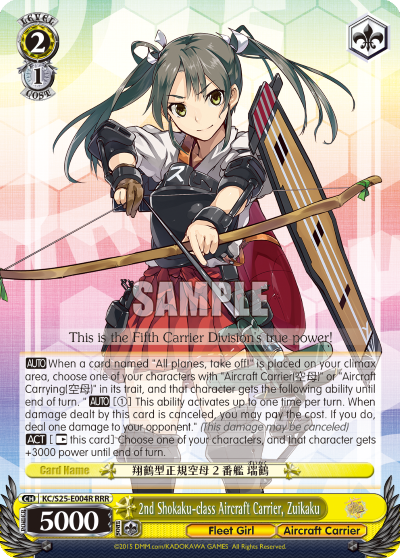 LEVEL
2
1
COST
ス
SAMPLE
This is the Fifth Carrier Division's true power!
AUTO When a card named "All planes, take off!" is placed on your climax
area, choose one of your characters with "Aircraft Carrier(空母)" or "Aircraft
Carrying(空母)" in its trait, and that character gets the following ability until
end of turn. " AUTO [①] This ability activates up to one time per turn. When
damage dealt by this card is canceled, you may pay the cost. If you do,
deal one damage to your opponent." (This damage may be canceled)
ACT [ this card] Choose one of your characters, and that character gets
+3000 power until end of turn.
Card Name 翔鶴型正規空母２番艦 瑞鶴
CH KC/S25-E004R RRR
2nd Shokaku-class Aircraft Carrier, Zuikaku
5000
Fleet Girl Aircraft Carrier
©2015 DMM.com/KADOKAWA GAMES All Rights Reserved.